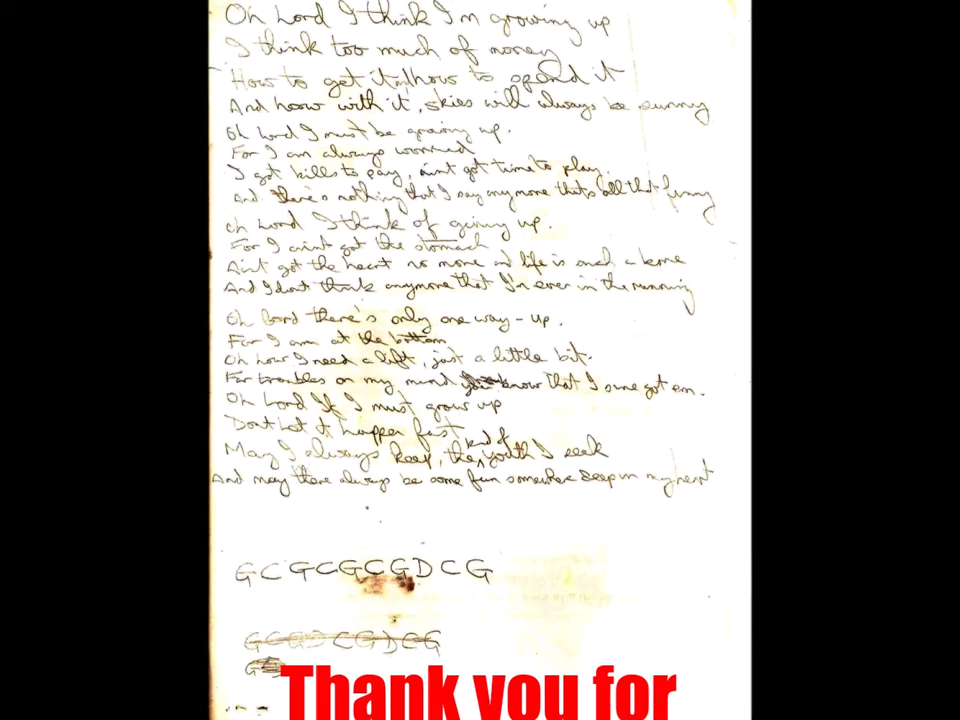 Oh Lord I think I'm growing up
I think too much of money
How to get it and how to spend it
And how with it, skies will always be sunny
Oh Lord I must be growing up.
For I am always worried
I got bills to pay, aint got time to play.
And there's nothing that I say anymore thats all that funny
Oh Lord I think of giving up.
For I ain't got the stomach
Ain't got the heart no more and life is such a
And I dont think anymore that I'm even in the running
Oh Lord there's only one way - up.
For I am at the bottom
Oh how I need a lift, just a little bit.
For troubles on my mind know that I sure got em.
Oh Lord If I must grow up
Dont let it happen fast
May I always keep, the kind of youth I seek
And may there always be some fun somewhere deep in my heart
G C G C G C G D C G
C G D C G
Thank you for